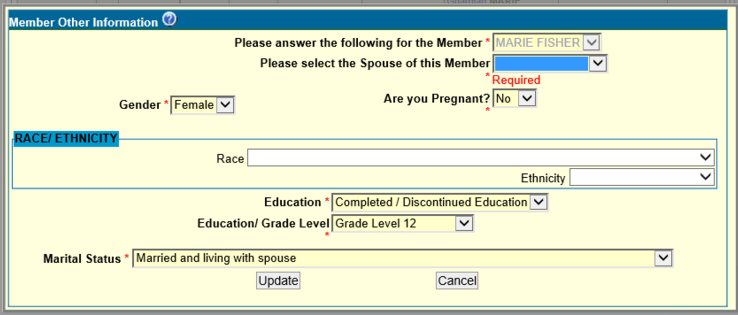 Member Other Information ?
Please answer the following for the Member * MARIE FISHER
Please select the Spouse of this Member
* Required
Gender * Female
Are you Pregnant? No
*
RACE/ ETHNICITY
Race
Ethnicity
Education * Completed / Discontinued Education
Education/ Grade Level Grade Level 12
*
Marital Status * Married and living with spouse
Update Cancel